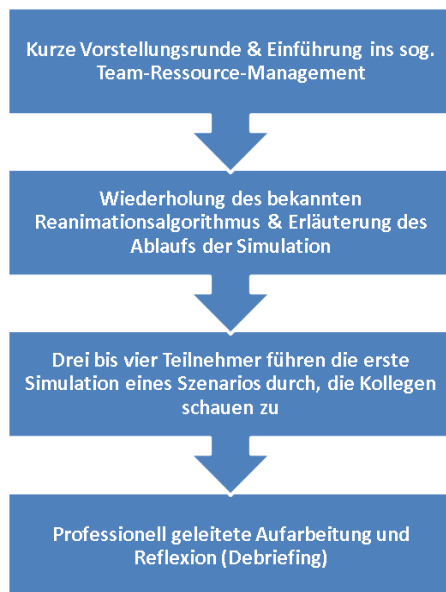 Kurze Vorstellungsrunde & Einführung ins sog.
Team-Ressource-Management
Wiederholung des bekannten
Reanimationsalgorithmus & Erläuterung des
Ablaufs der Simulation
Drei bis vier Teilnehmer führen die erste
Simulation eines Szenarios durch, die Kollegen
schauen zu
Professionell geleitete Aufarbeitung und
Reflexion (Debriefing)